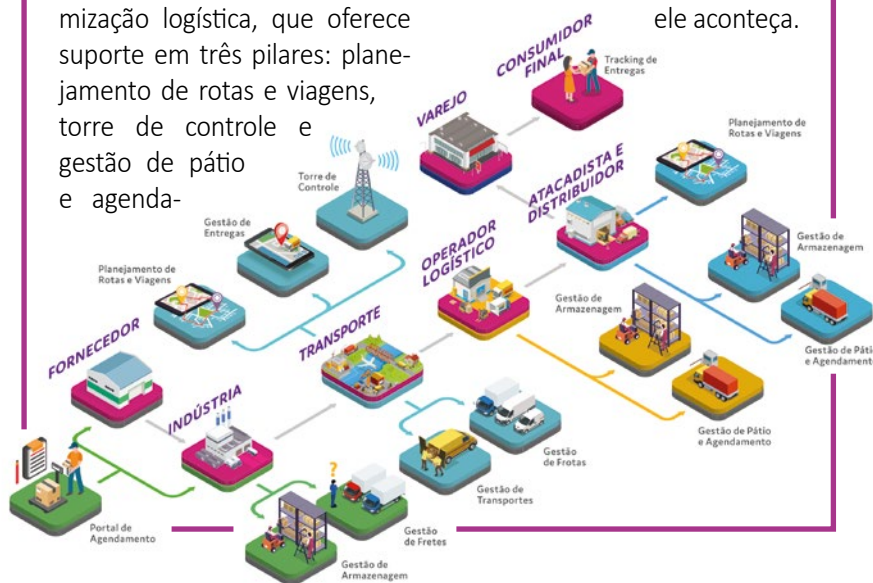 mização logística, que oferece
suporte em três pilares: plane-
jamento de rotas e viagens,
torre de controle e
gestão de pátio
e agenda-
ele aconteça.
CONSUMIDOR
FINAL
Tracking de
Entregas
VAREJO
Planejamento de
Rotas e Viagens
ATACADISTA E
DISTRIBUIDOR
Torre de
Controle
Gestão de
Entregas
Gestão de
Armazenagem
OPERADOR
LOGÍSTICO
Planejamento de
Rotas e Viagens
Gestão de
Armazenagem
TRANSPORTE
Gestão de Páti
e Agendament
FORNECEDOR
INDÚSTRIA
Gestão de Pátio
e Agendamento
Gestão
de Frotas
Gestão de
Transportes
Portal de
Agendamento
?
Gestão
de Fretes
Gestão de
Armazenagem